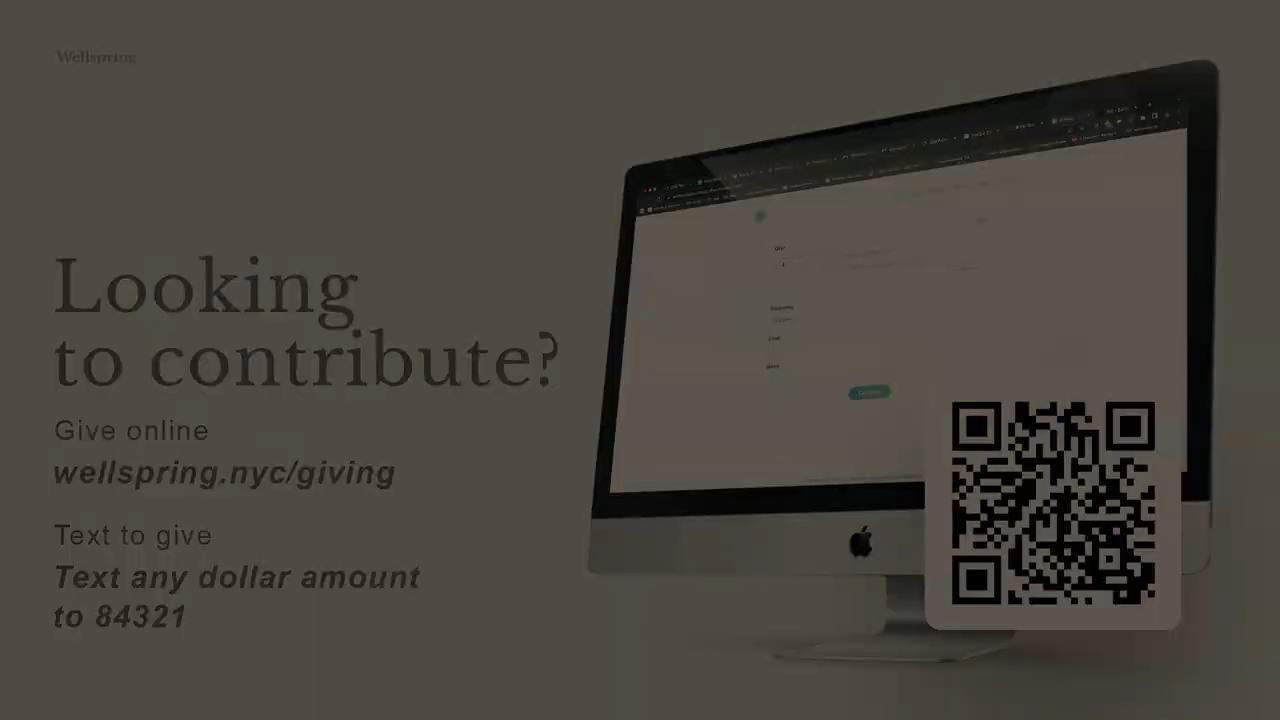 Wellspring
Looking
to contribute?
Give online
wellspring.nyc/giving
Text to give
Text any dollar amount
to 84321